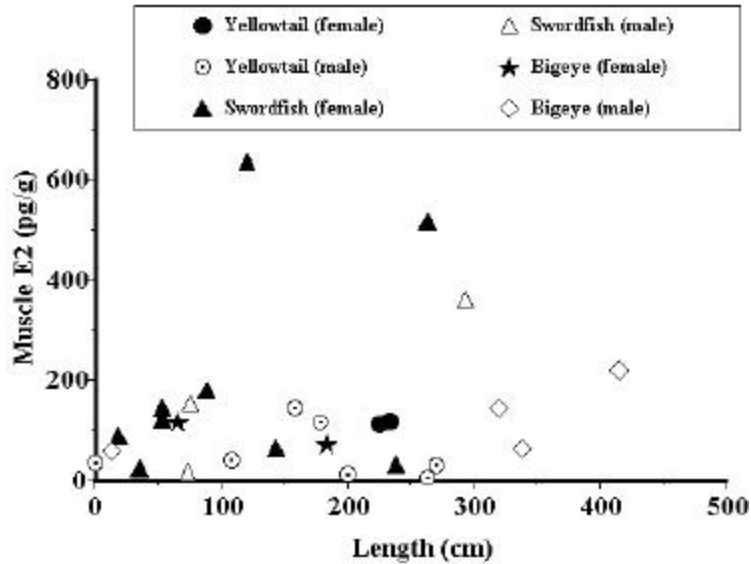 Yellowtail (female)
Swordfish (male)
Yellowtail (male)
Bigeye (female)
Swordfish (female)
Bigeye (male)
800
600
400
200
0
Muscle E2 (pg/g)
0 100 200 300 400 500
Length (cm)